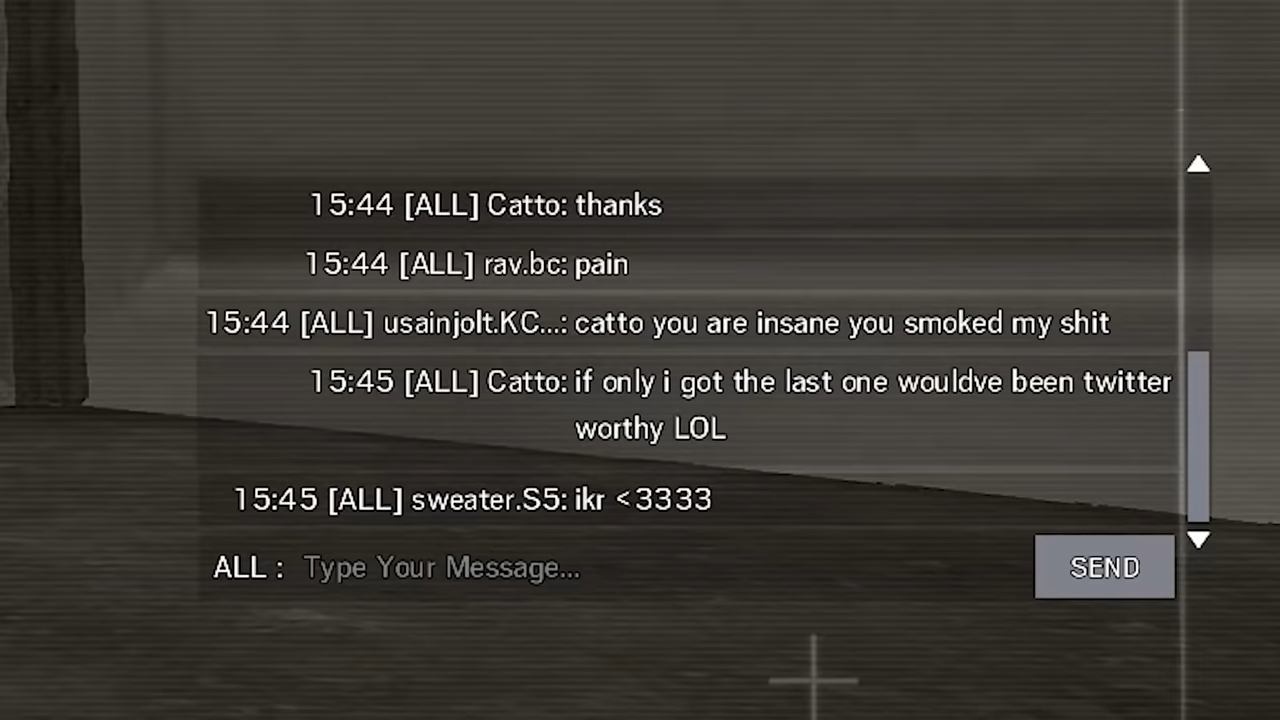 15:44 [ALL] Catto: thanks
15:44 [ALL] rav.bc: pain
15:44 [ALL] usainjolt.KC...: catto you are insane you smoked my shit
15:45 [ALL] Catto: if only i got the last one wouldve been twitter
worthy LOL
15:45 [ALL] sweater.S5: ikr <3333
ALL : Type Your Message... SEND